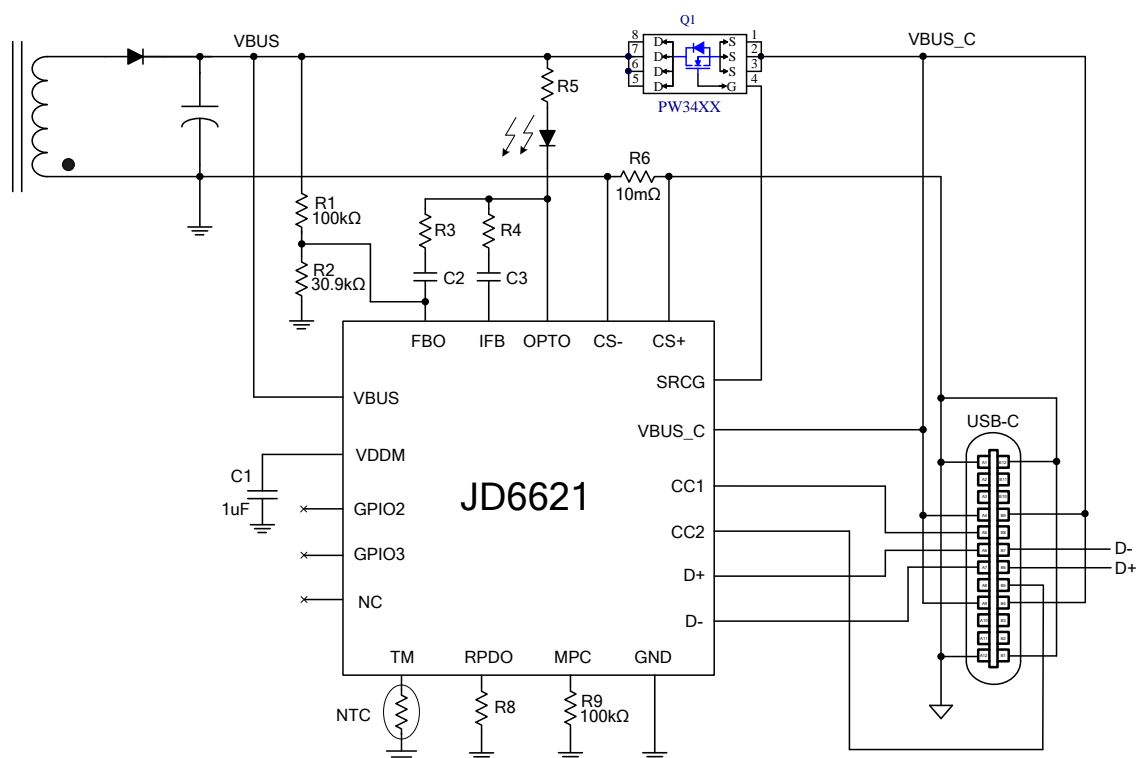 Q1
VBUS
VBUS_C
8
7
6
5
D
D
D
D
S
S
S
G
1
2
3
4
PW34XX
R5
R6
10mΩ
R1
100kΩ
R2
30.9kΩ
R3
R4
C2
C3
FBO
IFB
OPTO
CS-
CS+
SRCG
VBUS
VBUS_C
USB-C
VDDM
C1
1uF
JD6621
CC1
GPIO2
CC2
GPIO3
D+
D-
D+
NC
D-
TM
RPDO
MPC
GND
NTC
R8
R9
100kΩ